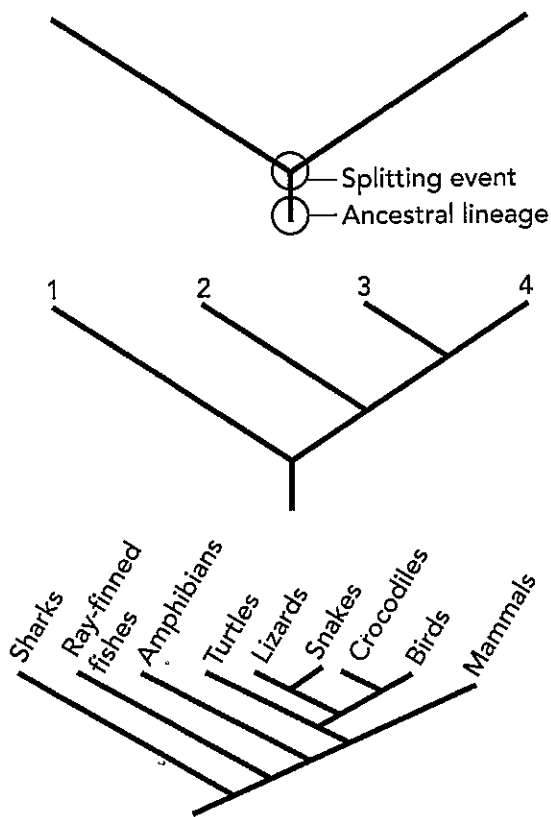 Splitting event
Ancestral lineage
1
2
3
4
Sharks
Ray-finned
fishes
Amphibians
Turtles
Lizards
Snakes
Crocodiles
Birds
Mammals